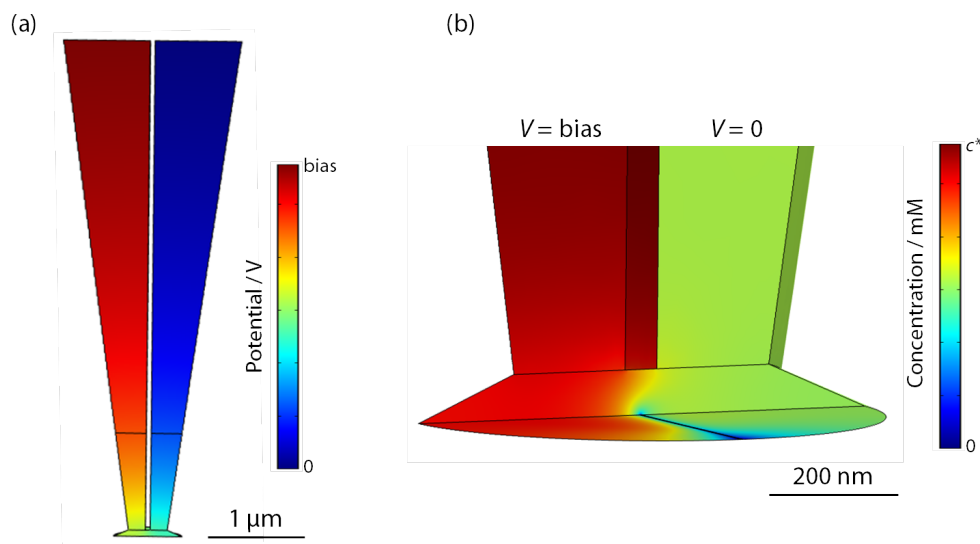 (a)
bias
Potential / V
0
1 μm
(b)
V = bias
V = 0
c*
Concentration / mM
0
200 nm